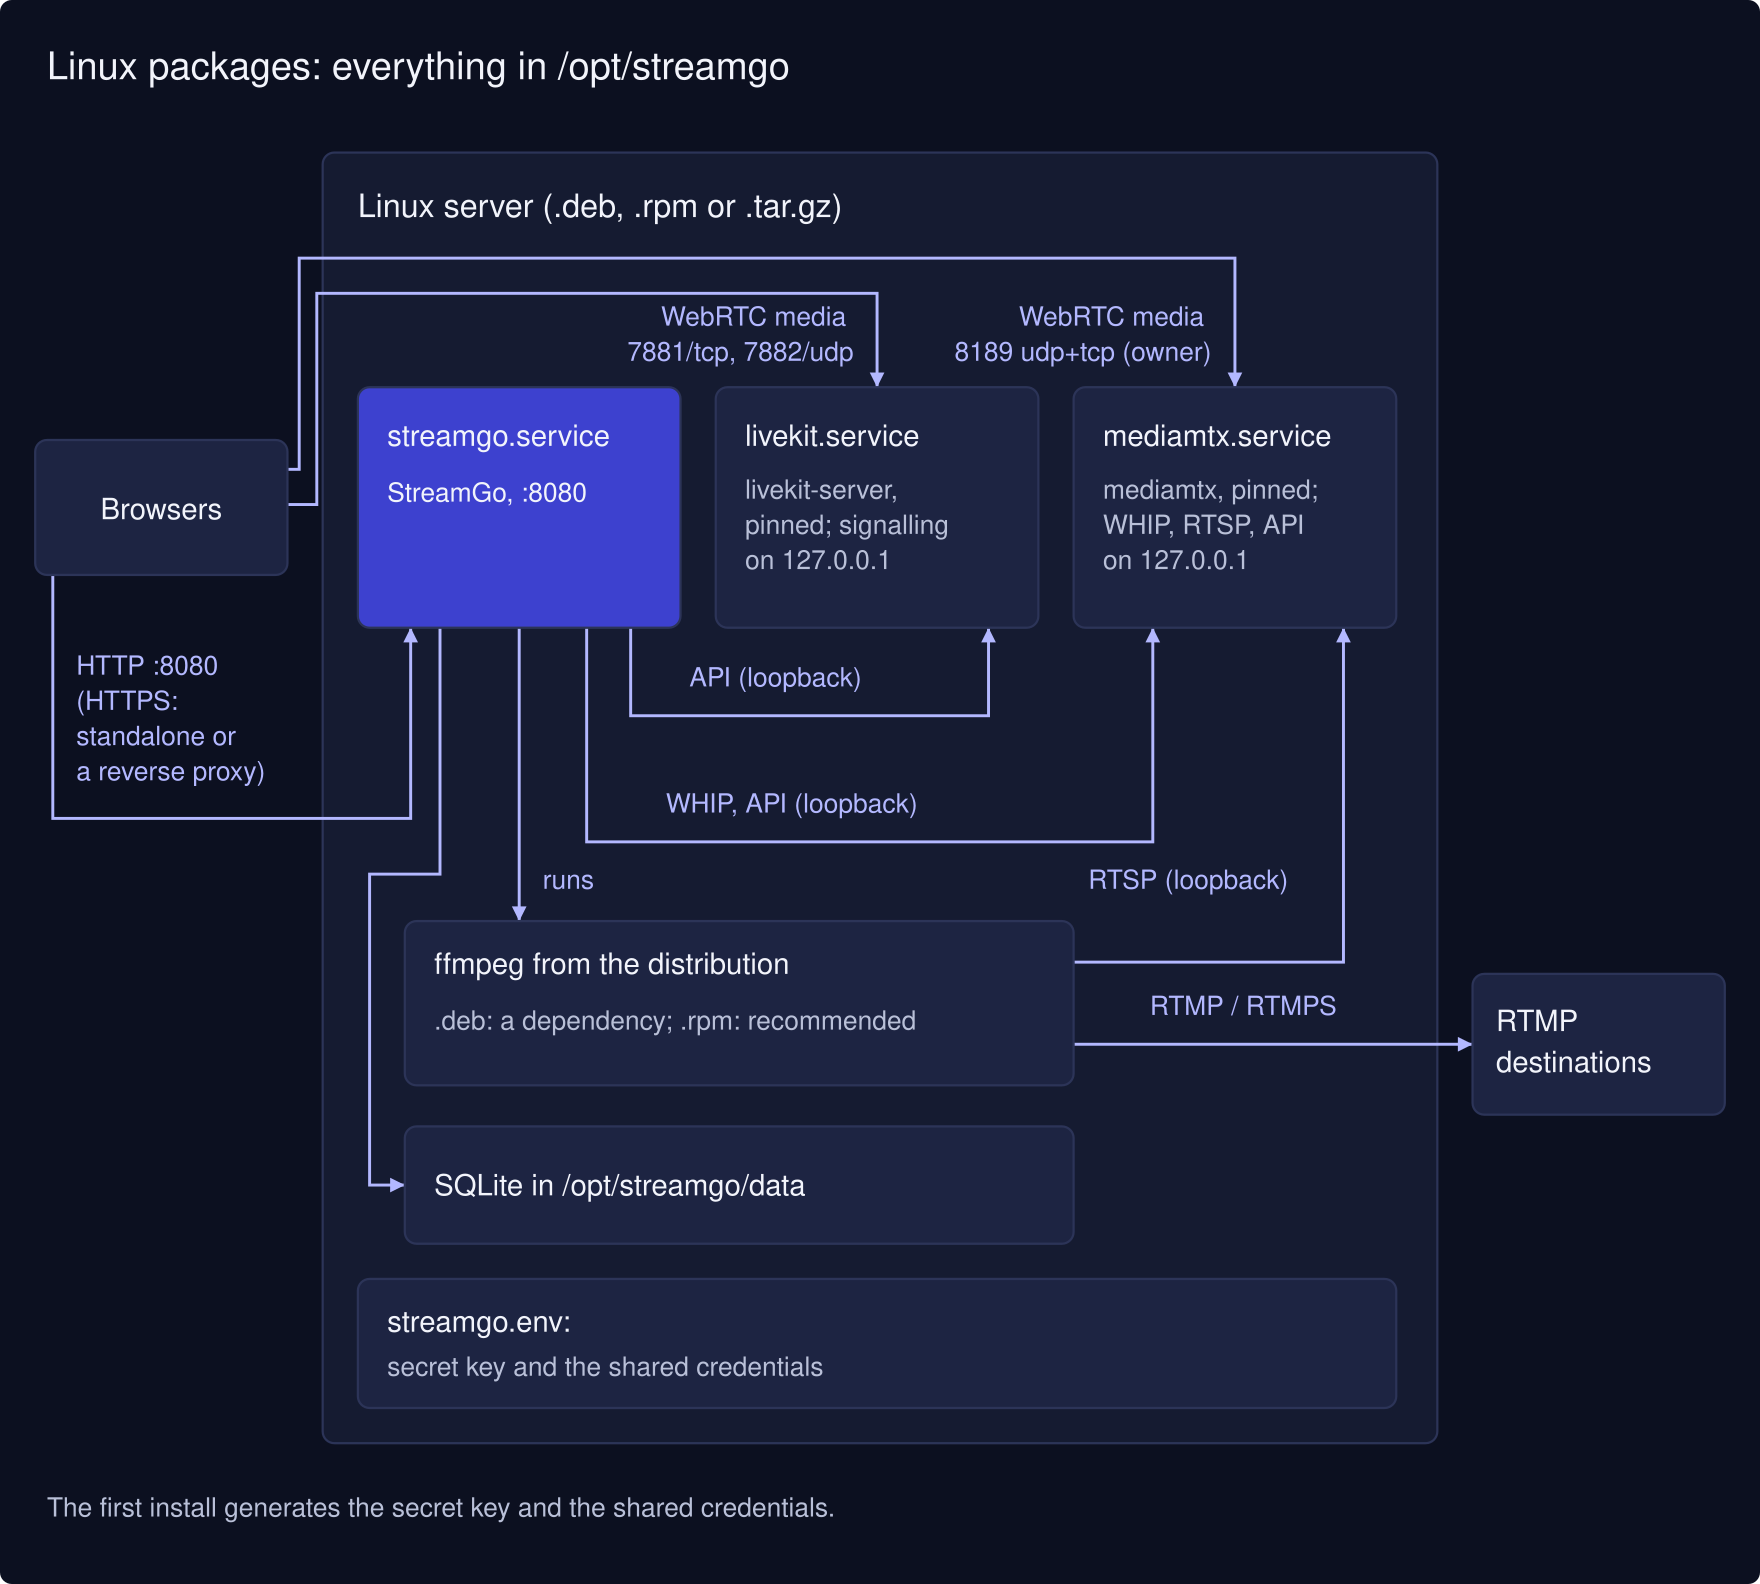 Linux packages: everything in /opt/streamgo
Linux server (.deb, .rpm or .tar.gz)
WebRTC media
7881/tcp, 7882/udp
WebRTC media
8189 udp+tcp (owner)
Browsers
streamgo.service
StreamGo, :8080
livekit.service
livekit-server,
pinned; signalling
on 127.0.0.1
mediamtx.service
mediamtx, pinned;
WHIP, RTSP, API
on 127.0.0.1
HTTP :8080
(HTTPS:
standalone or
a reverse proxy)
API (loopback)
WHIP, API (loopback)
runs
RTSP (loopback)
ffmpeg from the distribution
.deb: a dependency; .rpm: recommended
RTMP / RTMPS
RTMP
destinations
SQLite in /opt/streamgo/data
streamgo.env:
secret key and the shared credentials
The first install generates the secret key and the shared credentials.